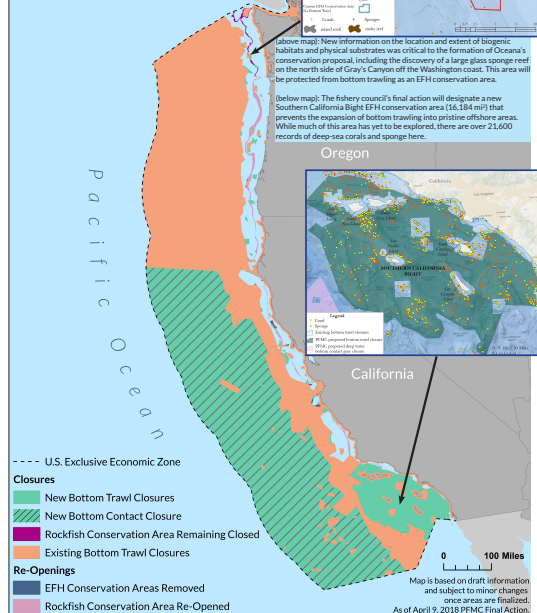 Current EFH Conservation Area
Corals
Sponges
mixed rock
rocky reef
(above map): New information on the location and extent of biogenic
habitats and physical substrates was critical to the formation of Oceana's
conservation proposal, including the discovery of a large glass sponge reef
on the north side of Gray's Canyon off the Washington coast. This area will
be protected from bottom trawling as an EFH conservation area.
(below map): The fishery council's final action will designate a new
Southern California Bight EFH conservation area (16,184 mi²) that
prevents the expansion of bottom trawling into pristine offshore areas.
While much of this area has yet to be explored, there are over 21,600
records of deep-sea corals and sponge here.
Oregon
California
SOUTHERN CALIFORNIA
BIGHT
Legend
Coral
Sponge
Existing bottom trawl closure
PFMC proposed bottom trawl closure
PFMC proposed deep water
bottom contact gear closure
Pacific Ocean
California
U.S. Exclusive Economic Zone
Closures
New Bottom Trawl Closures
New Bottom Contact Closure
Rockfish Conservation Area Remaining Closed
Existing Bottom Trawl Closures
Re-Openings
EFH Conservation Areas Removed
Rockfish Conservation Area Re-Opened
0 100 Miles
Map is based on draft information
and subject to minor changes
once areas are finalized.
As of April 9, 2018 PFMC Final Action.